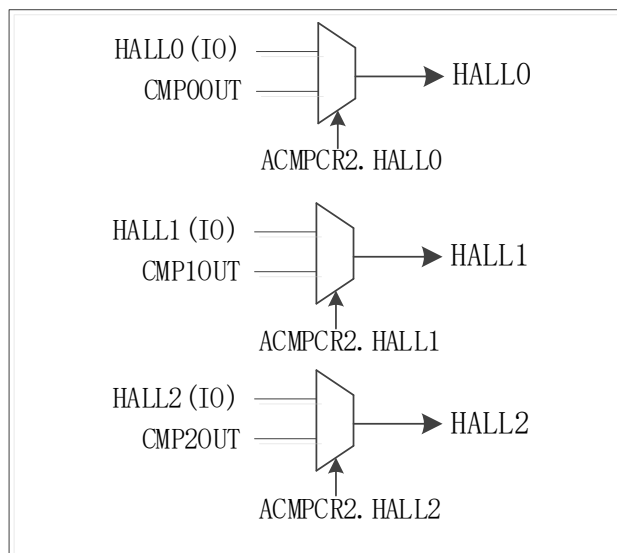 HALL0(IO)
CMP0OUT
HALL0
ACMPCR2. HALL0
HALL1(IO)
CMP1OUT
HALL1
ACMPCR2. HALL1
HALL2(IO)
CMP2OUT
HALL2
ACMPCR2. HALL2